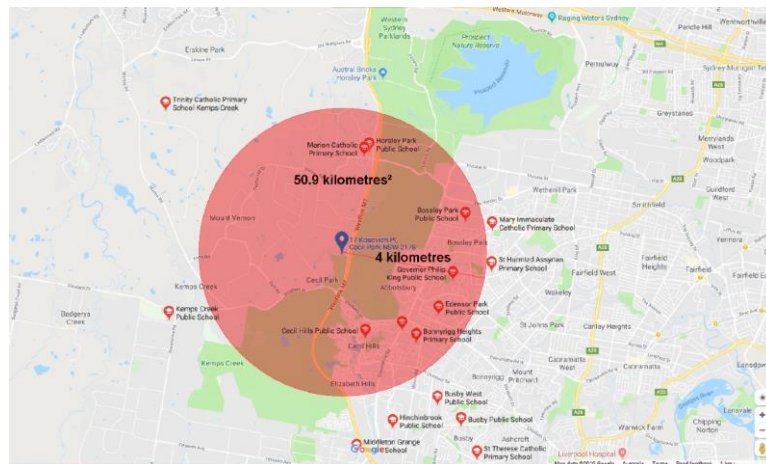 Western Motorway
Raging Waters Sydney
Pendle Hill
Wentworthville
Western
Sydney
Parklands
Prospect
Nature Reserve
Erskine Park
Pemulwuy
Prospect Reservoir
Austral Bricks
Horsley Park
Greystanes
Trinity Catholic Primary
School Kemps Creek
Merrylands
West
Woodpark
Marion Catholic
Primary School
Horsley Park
Public School
50.9 kilometres²
Wetherill Park
Smithfield
Mount Vernon
Bossley Park
Public School
Mary Immaculate
Catholic Primary School
Bossley Park
17 Kosovich Pl,
Cecil Park NSW 2178
4 kilometres
Governor Philip
King Public School
St Hurmizd Assyrian
Primary School
Fairfield
Heights
Fairfield West
Fairfield
Cecil Park
Abbotsbury
Wakeley
Kemps Creek
Edensor Park
Public School
Kemps Creek
Public School
Badgerys
Creek
Cecil Hills Public School
Bonnyrigg Heights
Primary School
St Johns Park
Canley Heights
Cecil Hills
Kemps Creek
Bonnyrigg
Mount
Pritchard
Cabramatta
West
Cabramatta
Elizabeth Hills
Busby West
Public School
Hinchinbrook
Public School
Busby Public School
Busby
Ashcroft
Warwick Farm
Chipping
Norton
Lansvale
Middleton Grange
School
Google
St Therese Catholic
Primary School
Liverpool Hospital